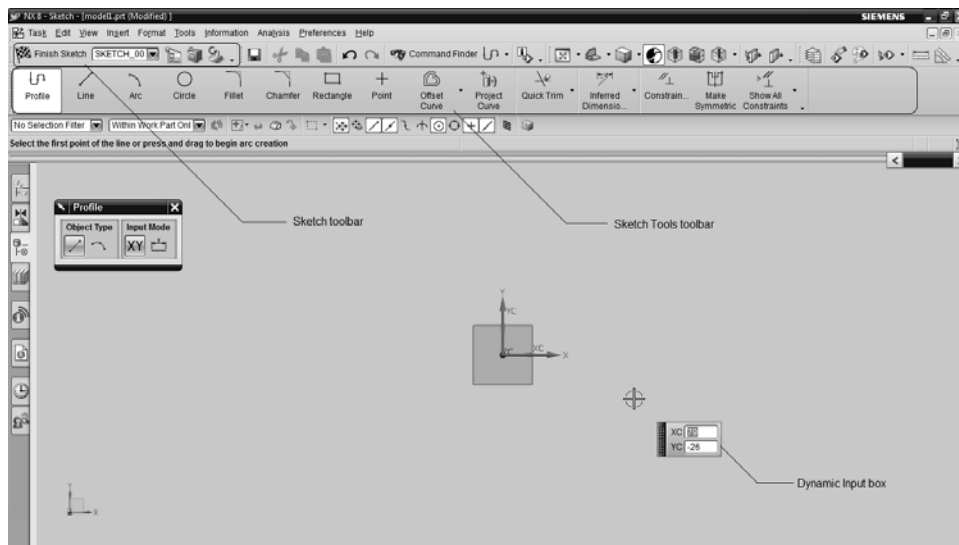 NX 8 - Sketch - [model1.prt (Modified) ]
SIEMENS
Task Edit View Insert Format Tools Information Analysis Preferences Help
Finish Sketch SKETCH_00 Command Finder
Profile Line Arc Circle Fillet Chamfer Rectangle Point Offset Curve Project Curve Quick Trim Inferred Dimensio... Constrain... Make Symmetric Show All Constraints
No Selection Filter Within Work Part Onl
Select the first point of the line or press and drag to begin arc creation
Profile
Object Type Input Mode
XY
Sketch toolbar
Sketch Tools toolbar
Y
YC
XC X
XC
YC -26
Dynamic Input box
Y
X